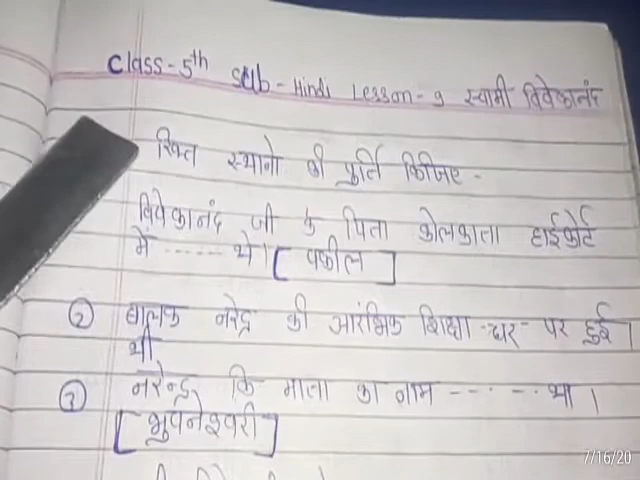 Class-5th Sub-Hindi Lesson-9 स्वामी विवेकानंद
रिक्त स्थानो की पूर्ति किजिए -
विवेकानंद जी के पिता कोलकाता हाईकोर्ट
में ------ थे। [वकील]
② बालक नरेंद्र की आरंभिक शिक्षा घर पर हुई।
थी
③ नरेन्द्र कि माता का नाम ------ था।
[भुवनेश्वरी]
7/16/20